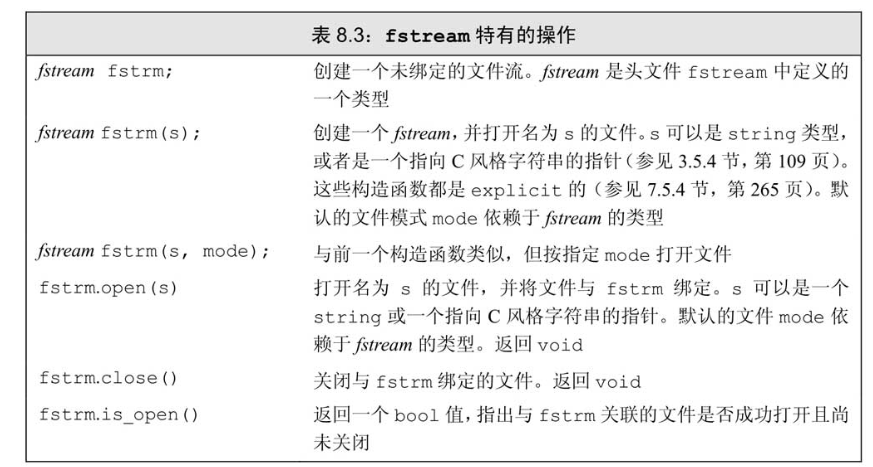 表 8.3：fstream 特有的操作
fstream fstrm; 创建一个未绑定的文件流。fstream 是头文件 fstream 中定义的
一个类型
fstream fstrm(s); 创建一个 fstream，并打开名为 s 的文件。s 可以是 string 类型，
或者是一个指向 C 风格字符串的指针（参见 3.5.4 节，第 109 页）。
这些构造函数都是 explicit 的（参见 7.5.4 节，第 265 页）。默
认的文件模式 mode 依赖于 fstream 的类型
fstream fstrm(s, mode); 与前一个构造函数类似，但按指定 mode 打开文件
fstrm.open(s) 打开名为 s 的文件，并将文件与 fstrm 绑定。s 可以是一个
string 或一个指向 C 风格字符串的指针。默认的文件 mode 依
赖于 fstream 的类型。返回 void
fstrm.close() 关闭与 fstrm 绑定的文件。返回 void
fstrm.is_open() 返回一个 bool 值，指出与 fstrm 关联的文件是否成功打开且尚
未关闭